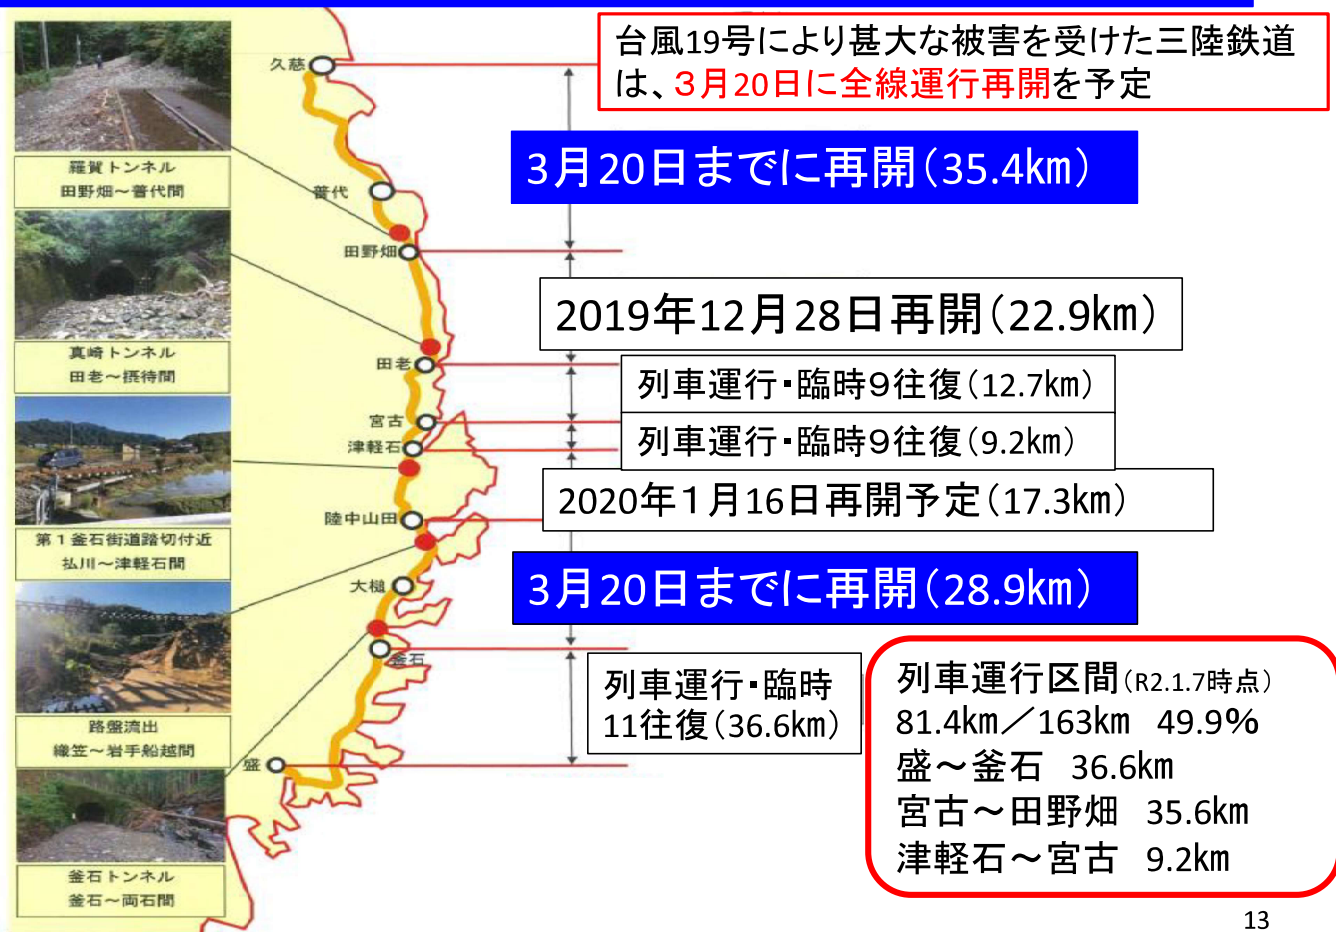 台風19号により甚大な被害を受けた三陸鉄道
は、３月20日に全線運行再開を予定
久慈
3月20日までに再開（35.4km）
羅賀トンネル
田野畑～普代間
普代
田野畑
2019年12月28日再開（22.9km）
真崎トンネル
田老～摂待間
田老
列車運行・臨時９往復（12.7km）
宮古
列車運行・臨時９往復（9.2km）
津軽石
2020年１月16日再開予定（17.3km）
陸中山田
第１釜石街道踏切付近
払川～津軽石間
大槌
3月20日までに再開（28.9km）
釜石
路盤流出
織笠～岩手船越間
列車運行・臨時
11往復（36.6km）
盛
釜石トンネル
釜石～両石間
列車運行区間（R2.1.7時点）
81.4km／163km 49.9%
盛～釜石 36.6km
宮古～田野畑 35.6km
津軽石～宮古 9.2km
13